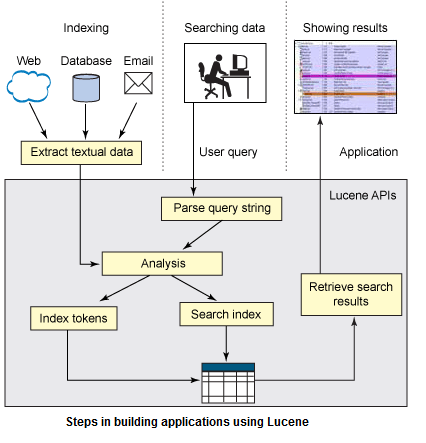 Indexing
Searching data
Showing results
Web
Database
Email
Extract textual data
User query
Application
Lucene APIs
Parse query string
Analysis
Retrieve search
results
Index tokens
Search index
Steps in building applications using Lucene